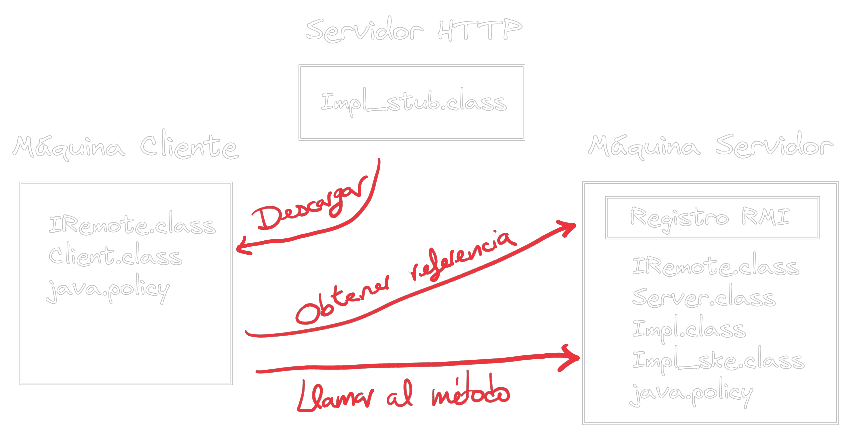 Servidor HTTP
Impl_stub.class
Máquina Cliente
IRemote.class
Client.class
java.policy
Descargar
Obtener referencia
Llamar al método
Máquina Servidor
Registro RMI
IRemote.class
Server.class
Impl.class
Impl_ske.class
java.policy